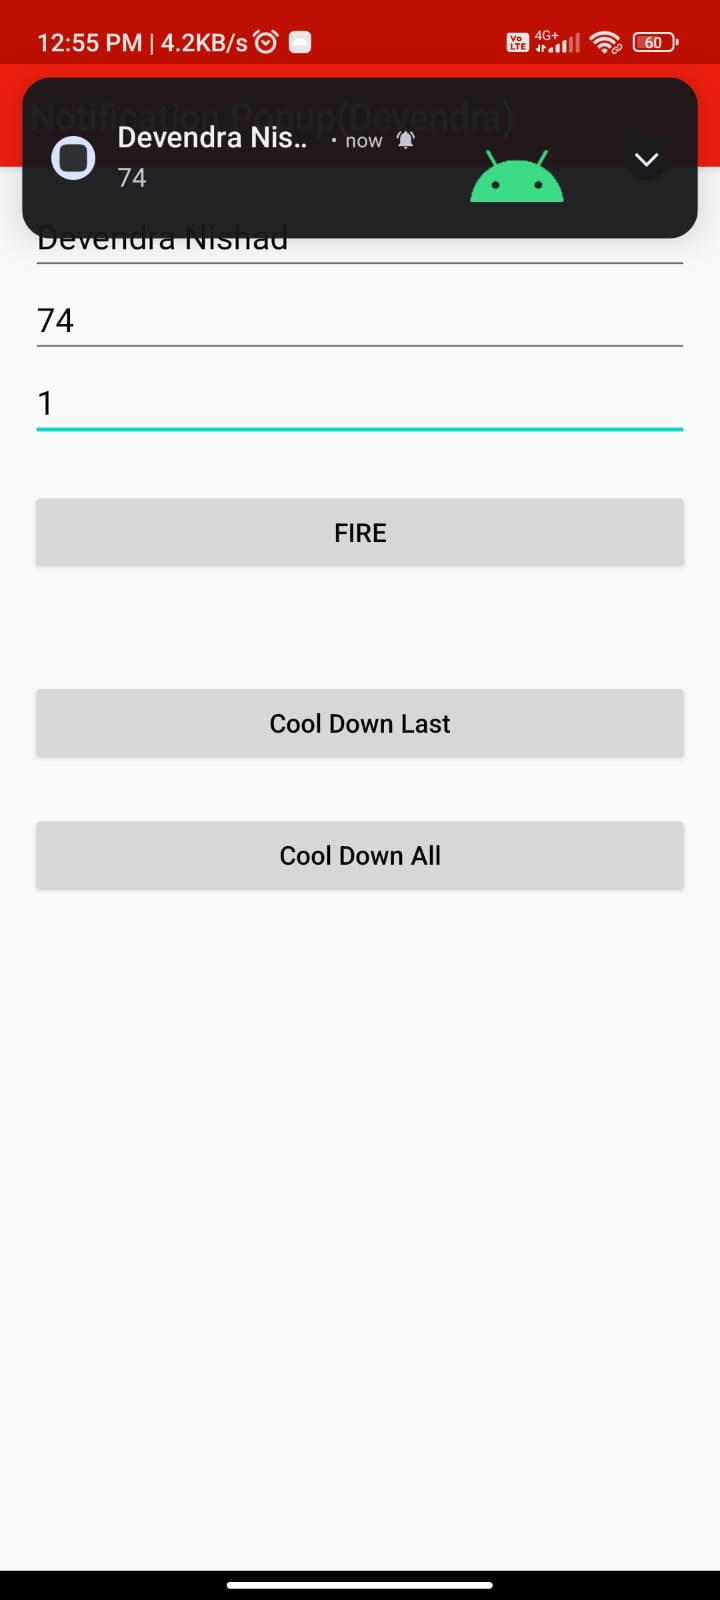 12:55 PM | 4.2KB/s
Vo LTE 4G+ 60
Notification Popup(Devendra)
Devendra Nis.. • now
74
Devendra Nishad
74
1
FIRE
Cool Down Last
Cool Down All